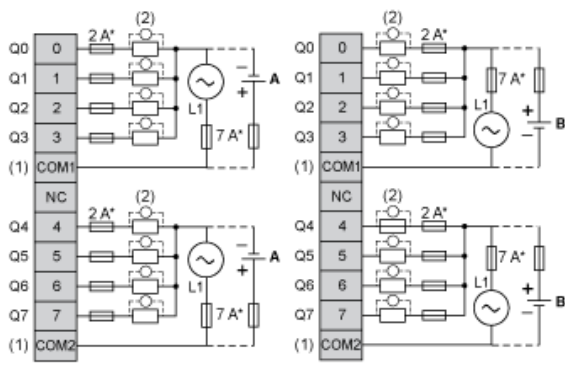 (2) (2)
Q0 0 2 A* Q0 0 2 A*
Q1 1 − A Q1 1 7 A*
Q2 2 + L1 Q2 2 L1 +
Q3 3 7 A* Q3 3 − B
(1) COM1 (1) COM1
NC (2) NC (2)
Q4 4 2 A* Q4 4 2 A*
Q5 5 − A Q5 5 7 A*
Q6 6 + L1 Q6 6 L1 +
Q7 7 7 A* Q7 7 − B
(1) COM2 (1) COM2